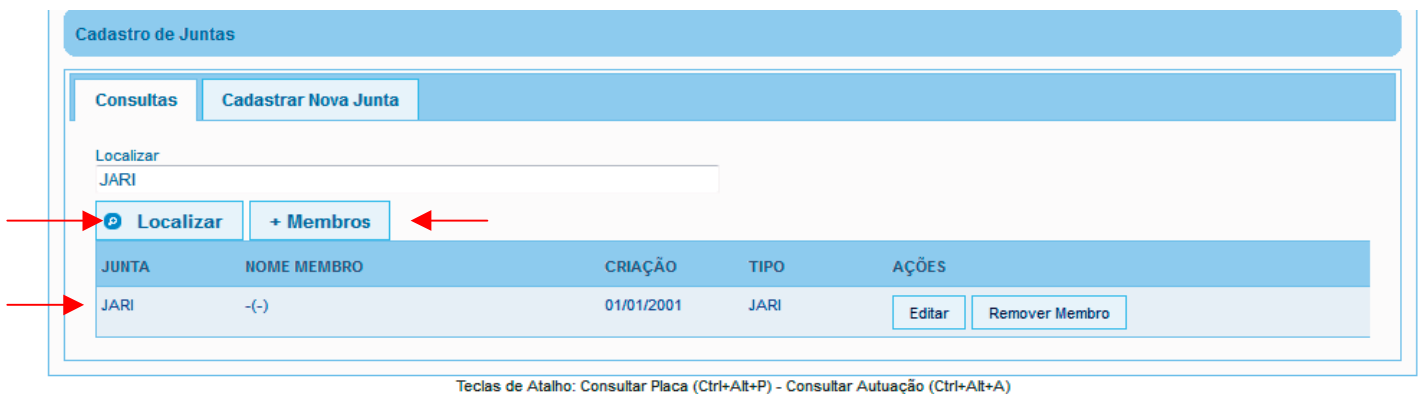 Cadastro de Juntas
Consultas Cadastrar Nova Junta
Localizar
JARI
Localizar + Membros
JUNTA NOME MEMBRO CRIAÇÃO TIPO AÇÕES
JARI -(-) 01/01/2001 JARI Editar Remover Membro
Teclas de Atalho: Consultar Placa (Ctrl+Alt+P) - Consultar Autuação (Ctrl+Alt+A)